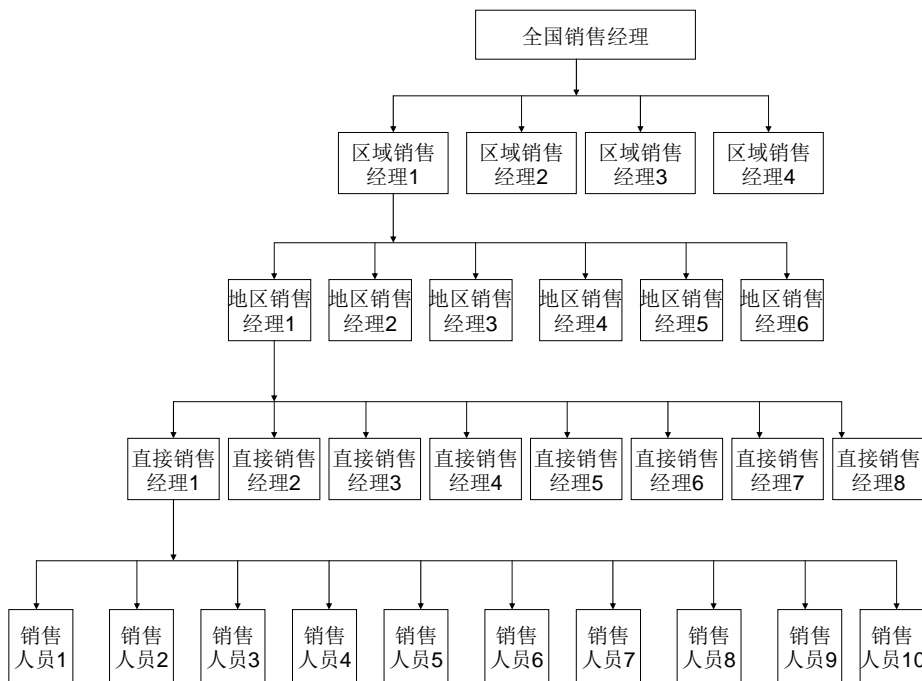 全国销售经理
区域销售
经理1
区域销售
经理2
区域销售
经理3
区域销售
经理4
地区销售
经理1
地区销售
经理2
地区销售
经理3
地区销售
经理4
地区销售
经理5
地区销售
经理6
直接销售
经理1
直接销售
经理2
直接销售
经理3
直接销售
经理4
直接销售
经理5
直接销售
经理6
直接销售
经理7
直接销售
经理8
销售
人员1
销售
人员2
销售
人员3
销售
人员4
销售
人员5
销售
人员6
销售
人员7
销售
人员8
销售
人员9
销售
人员10